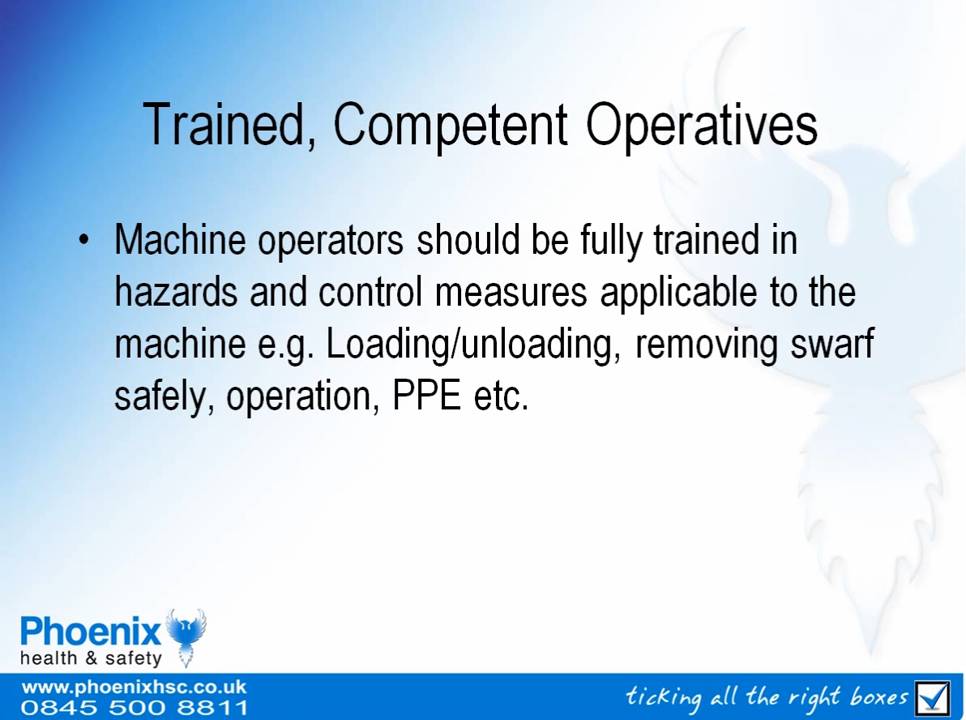 Trained, Competent Operatives
• Machine operators should be fully trained in
hazards and control measures applicable to the
machine e.g. Loading/unloading, removing swarf
safely, operation, PPE etc.
Phoenix
health & safety
www.phoenixhsc.co.uk
0845 500 8811
ticking all the right boxes